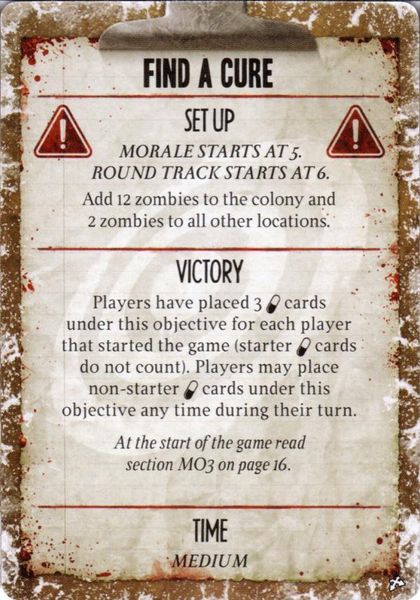 FIND A CURE
SET UP
MORALE STARTS AT 5.
ROUND TRACK STARTS AT 6.
Add 12 zombies to the colony and
2 zombies to all other locations.
VICTORY
Players have placed 3 cards
under this objective for each player
that started the game (starter cards
do not count). Players may place
non-starter cards under this
objective any time during their turn.
At the start of the game read
section MO3 on page 16.
TIME
MEDIUM